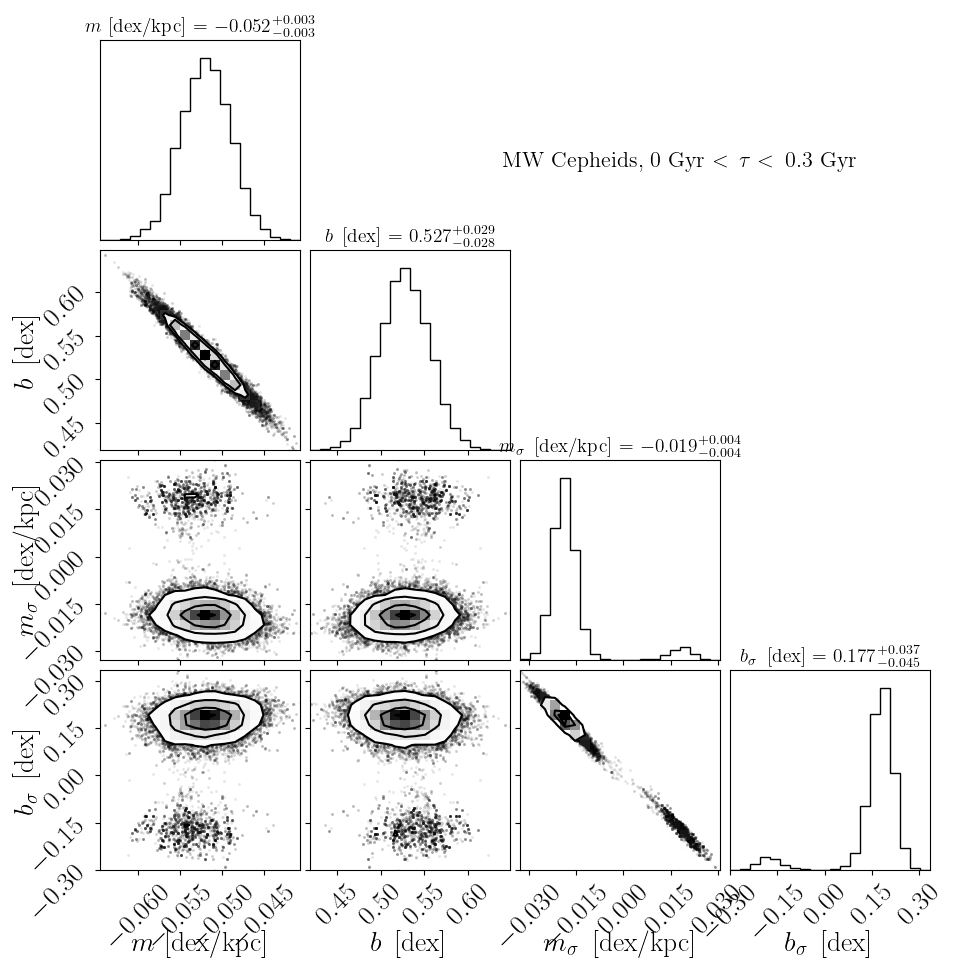 m [dex/kpc] = −0.052+0.003−0.003
MW Cepheids, 0 Gyr < τ < 0.3 Gyr
b [dex] = 0.527+0.029−0.028
b [dex]
0.60
0.55
0.50
0.45
mσ [dex/kpc] = −0.019+0.004−0.004
mσ [dex/kpc]
0.030
0.015
0.000
−0.015
−0.030
bσ [dex] = 0.177+0.037−0.045
bσ [dex]
0.30
0.15
0.00
−0.15
−0.30
−0.060
−0.055
−0.050
−0.045
0.45
0.50
0.55
0.60
−0.030
−0.015
0.000
0.015
0.030
−0.30
−0.15
0.00
0.15
0.30
m [dex/kpc]
b [dex]
mσ [dex/kpc]
bσ [dex]